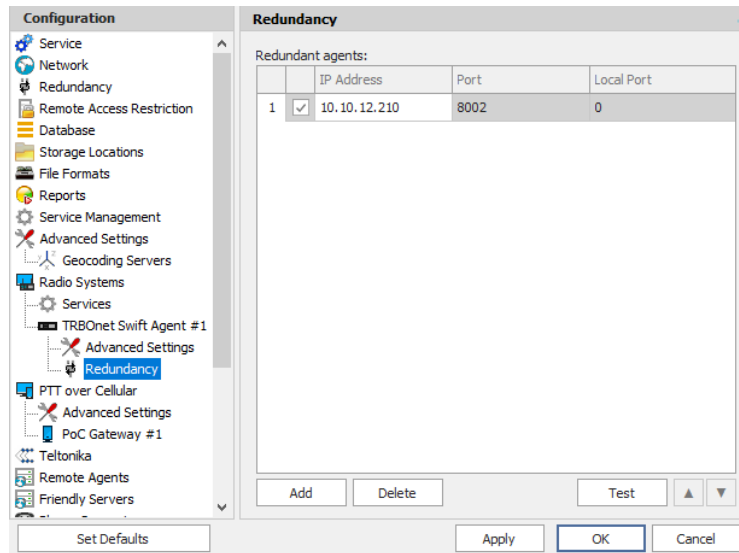 Configuration
Service
Network
Redundancy
Remote Access Restriction
Database
Storage Locations
File Formats
Reports
Service Management
Advanced Settings
Geocoding Servers
Radio Systems
Services
TRBOnet Swift Agent #1
Advanced Settings
Redundancy
PTT over Cellular
Advanced Settings
PoC Gateway #1
Teltonika
Remote Agents
Friendly Servers
Set Defaults
Redundancy
Redundant agents:
IP Address Port Local Port
1 10.10.12.210 8002 0
Add Delete Test
Apply OK Cancel